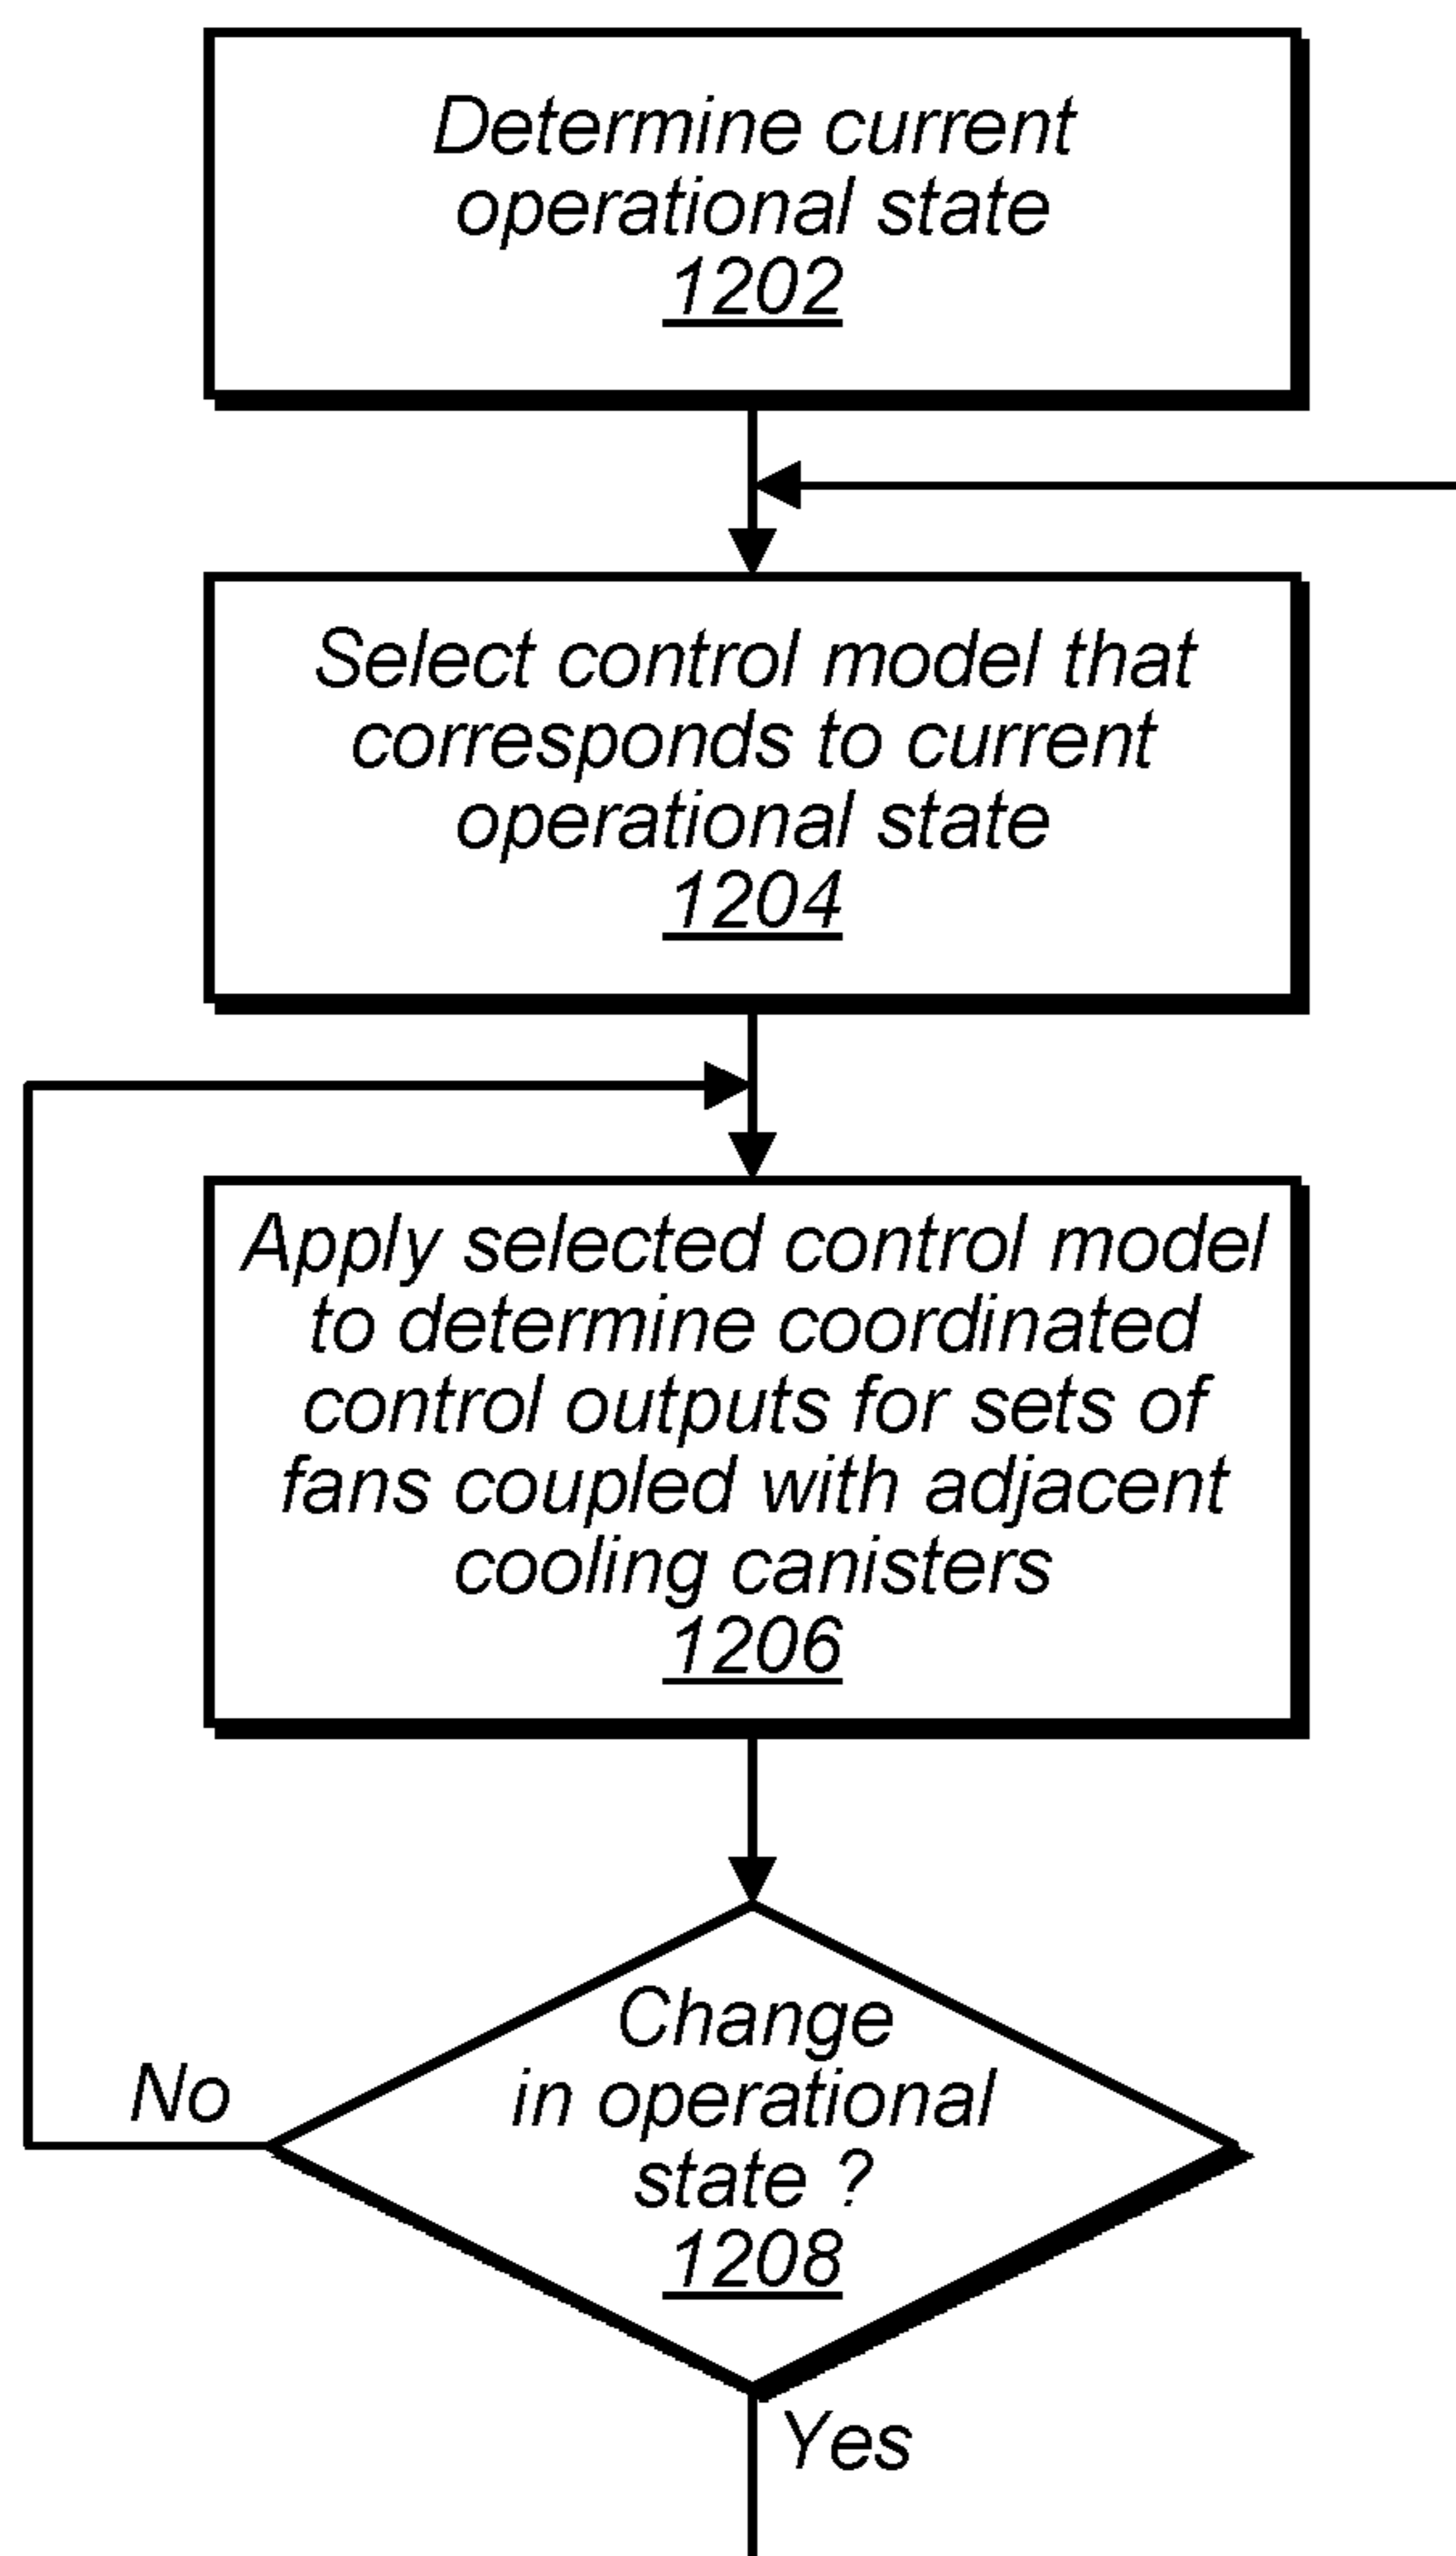 Determine current
operational state
1202
Select control model that
corresponds to current
operational state
1204
Apply selected control model
to determine coordinated
control outputs for sets of
fans coupled with adjacent
cooling canisters
1206
Change
in operational
state ?
1208
No
Yes